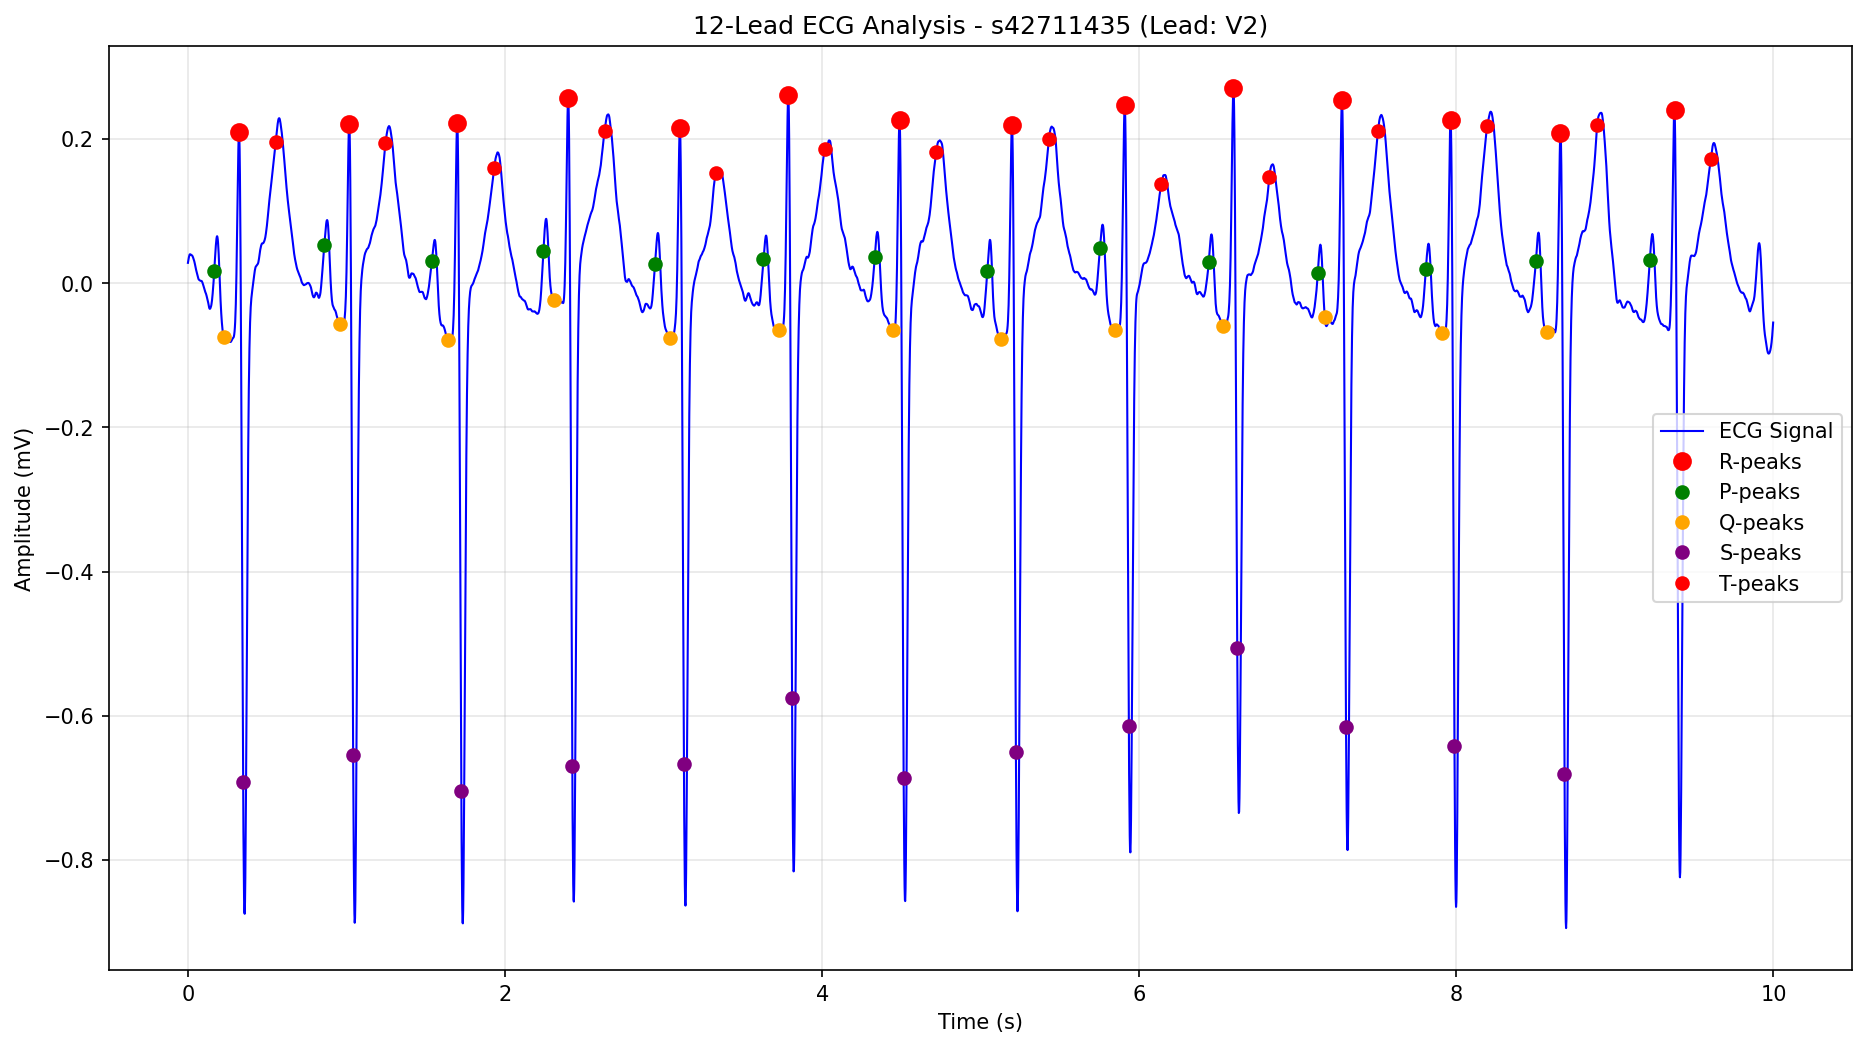 12-Lead ECG Analysis - s42711435 (Lead: V2)
0.2
0.0
−0.2
−0.4
−0.6
−0.8
Amplitude (mV)
ECG Signal
R-peaks
P-peaks
Q-peaks
S-peaks
T-peaks
0 2 4 6 8 10
Time (s)